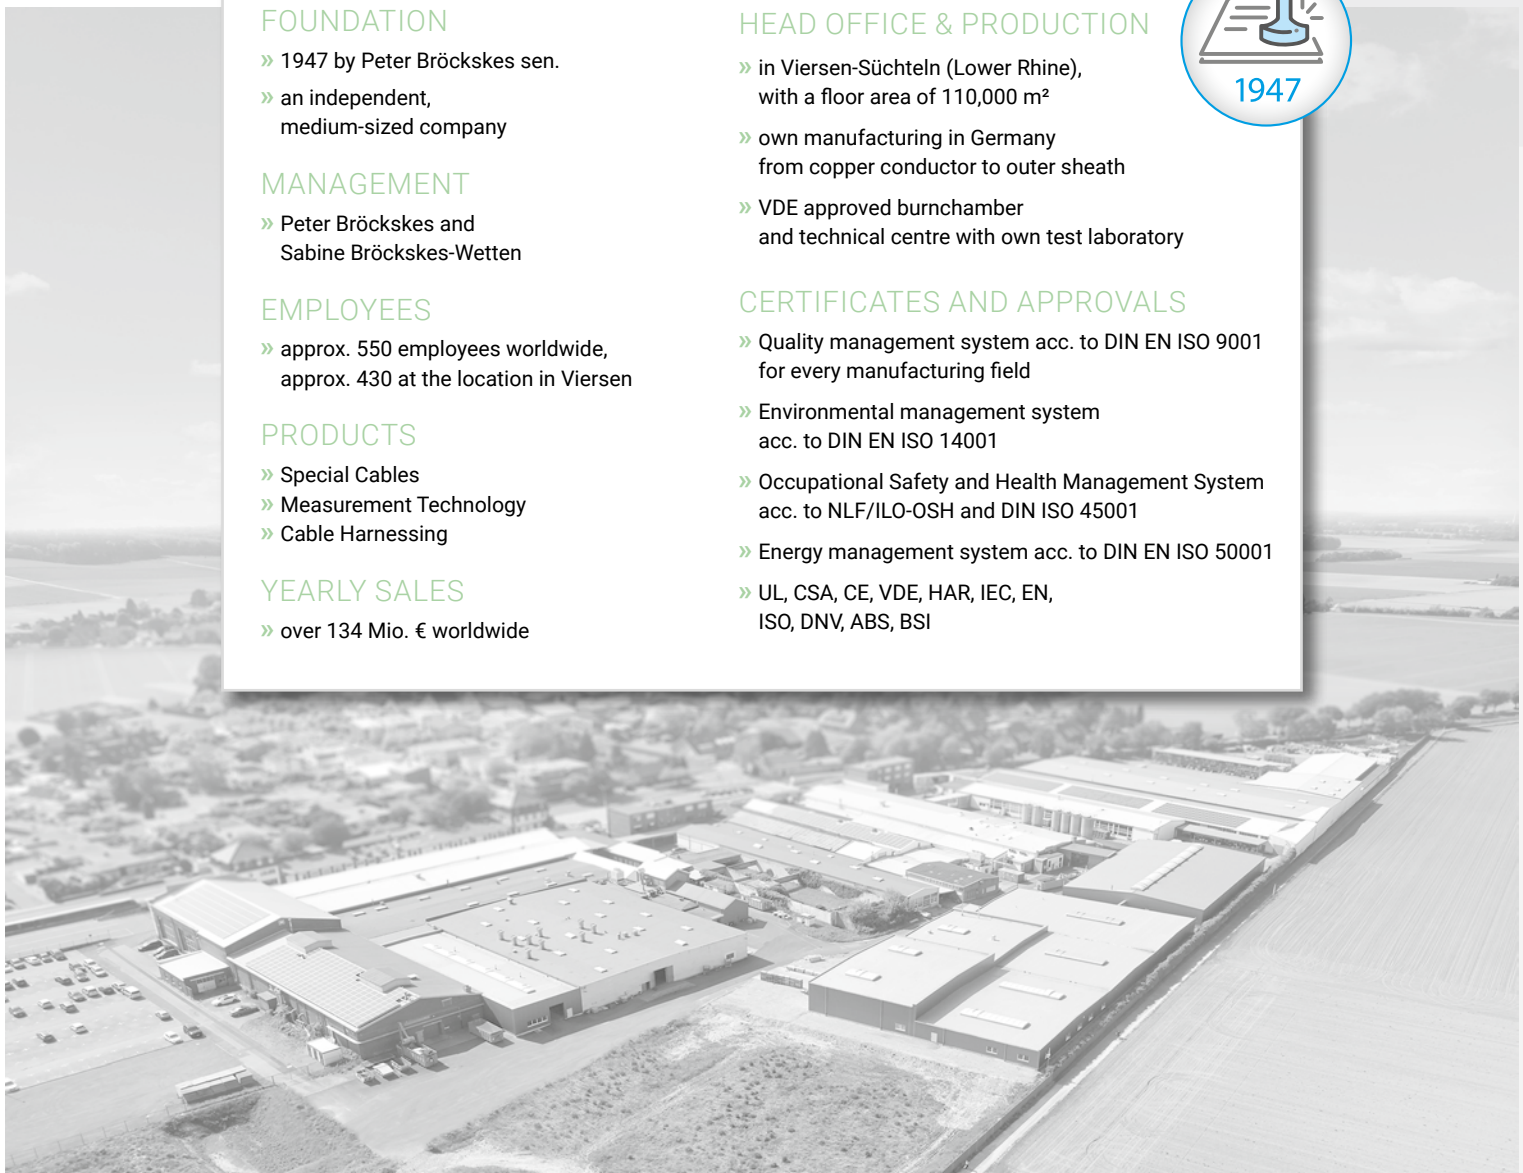 FOUNDATION
» 1947 by Peter Bröckskes sen.
» an independent,
medium-sized company
MANAGEMENT
» Peter Bröckskes and
Sabine Bröckskes-Wetten
EMPLOYEES
» approx. 550 employees worldwide,
approx. 430 at the location in Viersen
PRODUCTS
» Special Cables
» Measurement Technology
» Cable Harnessing
YEARLY SALES
» over 134 Mio. € worldwide
HEAD OFFICE & PRODUCTION
» in Viersen-Süchteln (Lower Rhine),
with a floor area of 110,000 m²
» own manufacturing in Germany
from copper conductor to outer sheath
» VDE approved burnchamber
and technical centre with own test laboratory
CERTIFICATES AND APPROVALS
» Quality management system acc. to DIN EN ISO 9001
for every manufacturing field
» Environmental management system
acc. to DIN EN ISO 14001
» Occupational Safety and Health Management System
acc. to NLF/ILO-OSH and DIN ISO 45001
» Energy management system acc. to DIN EN ISO 50001
» UL, CSA, CE, VDE, HAR, IEC, EN,
ISO, DNV, ABS, BSI
1947